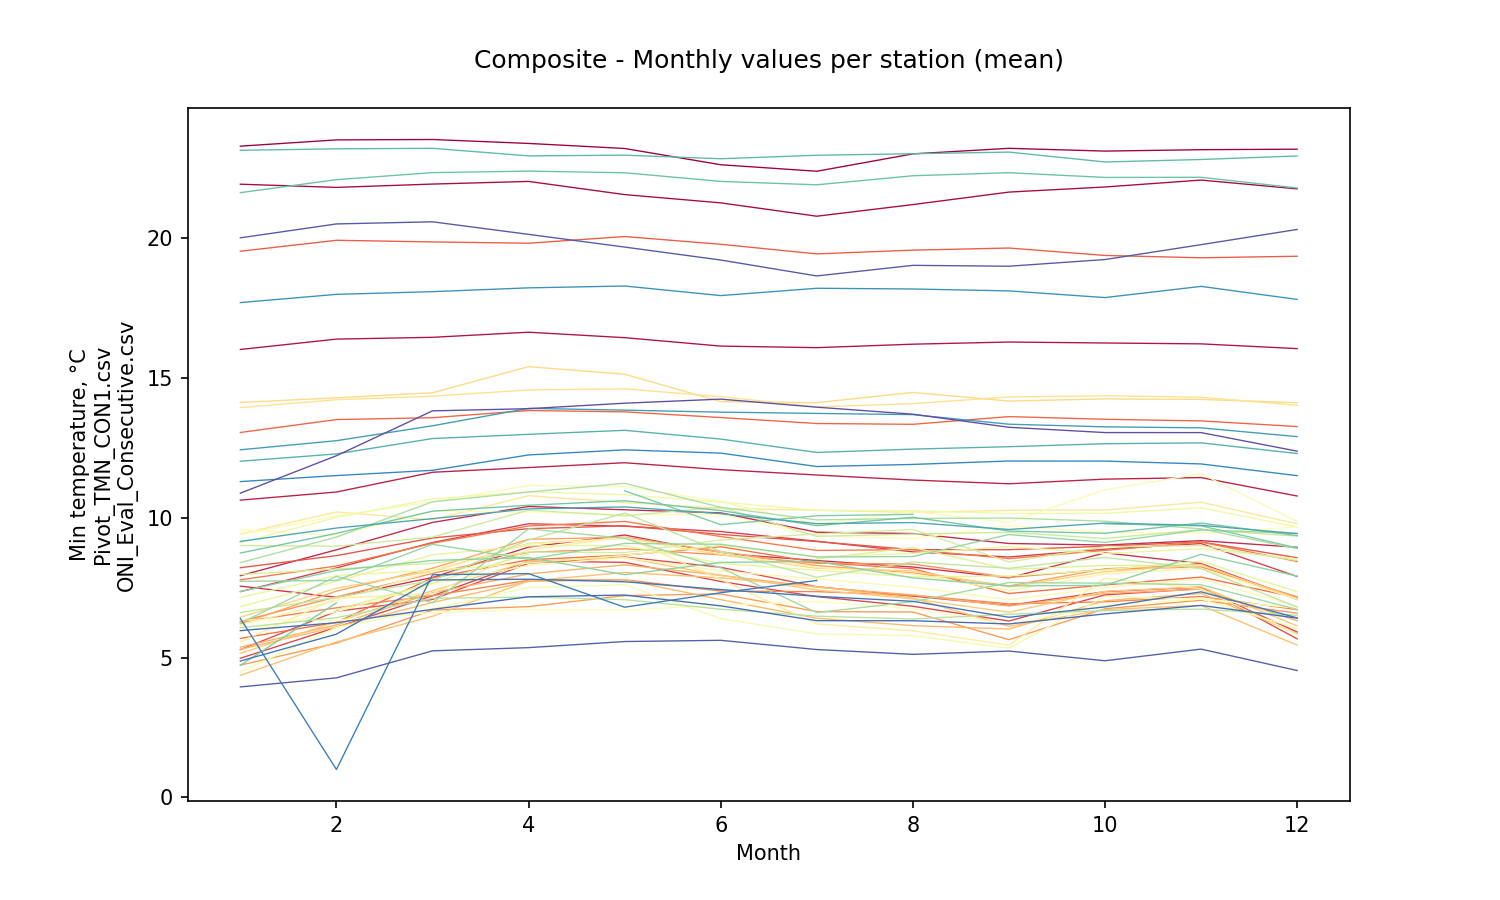 Composite - Monthly values per station (mean)
Min temperature, °C
Pivot_TMN_CON1.csv
ONI_Eval_Consecutive.csv
20
15
10
5
0
2 4 6 8 10 12
Month